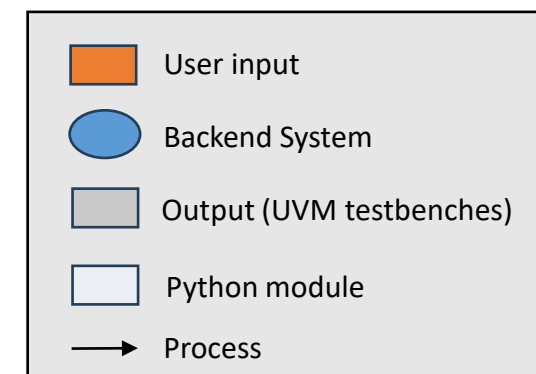 User input
Backend System
Output (UVM testbenches)
Python module
Process